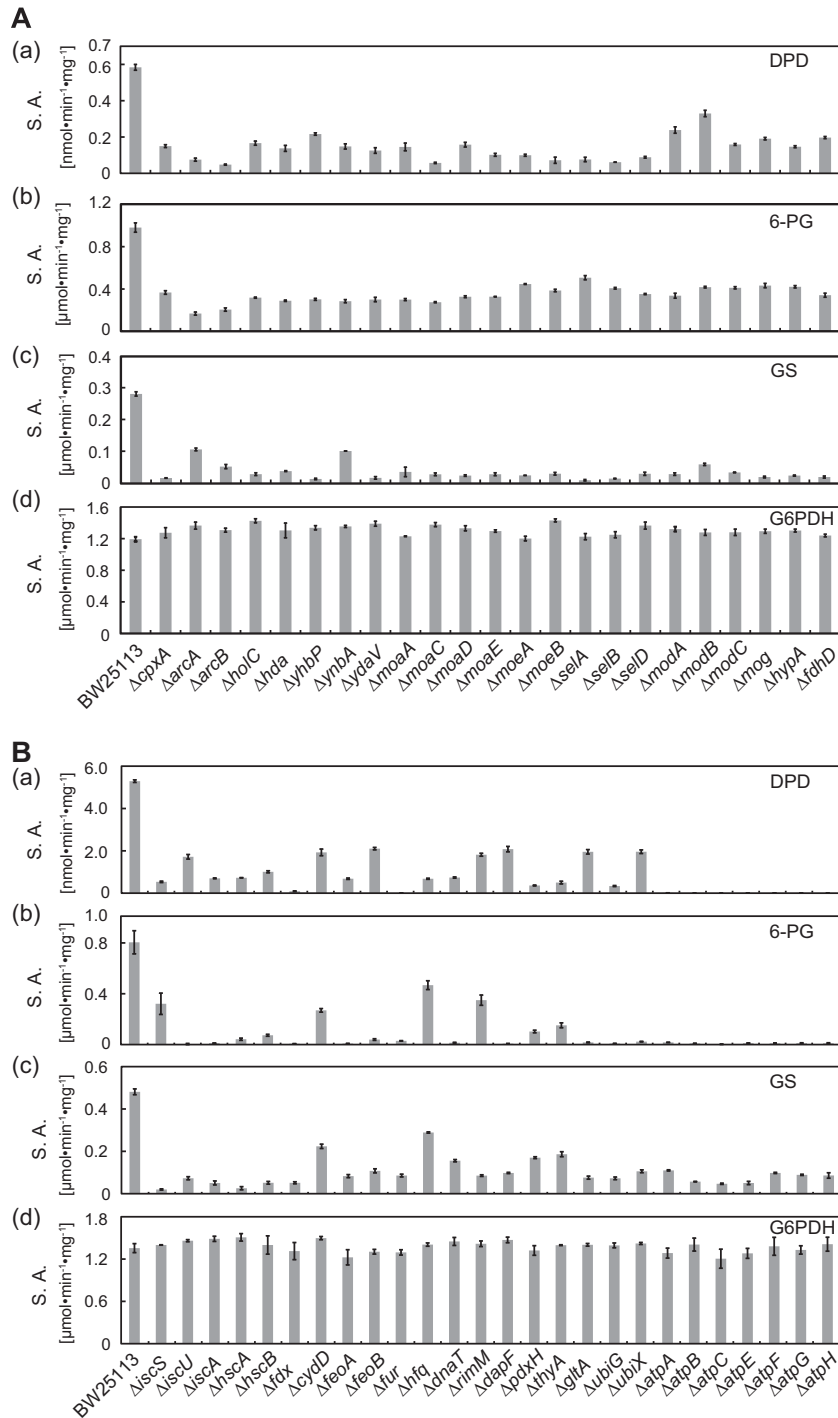 A
(a)
DPD
S. A.
[nmol•min⁻¹•mg⁻¹]
0.7
0.6
0.4
0.2
0
(b)
6-PG
S. A.
[μmol•min⁻¹•mg⁻¹]
1.2
0.8
0.4
0
(c)
GS
S. A.
[μmol•min⁻¹•mg⁻¹]
0.4
0.3
0.2
0.1
0
(d)
G6PDH
S. A.
[μmol•min⁻¹•mg⁻¹]
1.6
1.2
0.8
0.4
0
BW25113
ΔcpxA
ΔarcA
ΔarcB
ΔholC
Δhda
ΔyhbP
ΔynbA
ΔydaV
ΔmoaA
ΔmoaC
ΔmoaD
ΔmoaE
ΔmoeA
ΔmoeB
ΔselA
ΔselB
ΔselD
ΔmodA
ΔmodB
ΔmodC
Δmog
ΔhypA
ΔfdhD
B
(a)
DPD
S. A.
[nmol•min⁻¹•mg⁻¹]
6.0
4.0
2.0
0
(b)
6-PG
S. A.
[μmol•min⁻¹•mg⁻¹]
1.0
0.8
0.4
0
(c)
GS
S. A.
[μmol•min⁻¹•mg⁻¹]
0.6
0.4
0.2
0
(d)
G6PDH
S. A.
[μmol•min⁻¹•mg⁻¹]
1.8
1.2
0.6
0
BW25113
ΔiscS
ΔiscU
ΔiscA
ΔhscA
ΔhscB
Δfdx
ΔcydD
ΔfeoA
ΔfeoB
Δfur
Δhfq
ΔdnaT
ΔrimM
ΔdapF
ΔpdxH
ΔthyA
ΔgltA
ΔubiG
ΔubiX
ΔatpA
ΔatpB
ΔatpC
ΔatpE
ΔatpF
ΔatpG
ΔatpH